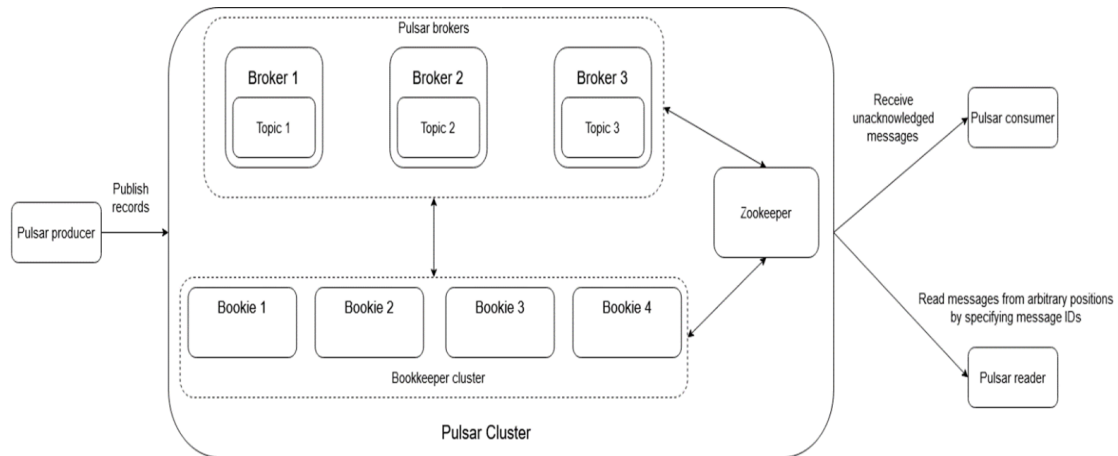 Pulsar brokers
Broker 1
Broker 2
Broker 3
Topic 1
Topic 2
Topic 3
Receive
unacknowledged
messages
Pulsar consumer
Publish
records
Pulsar producer
Zookeeper
Bookie 1
Bookie 2
Bookie 3
Bookie 4
Bookkeeper cluster
Read messages from arbitrary positions
by specifying message IDs
Pulsar reader
Pulsar Cluster